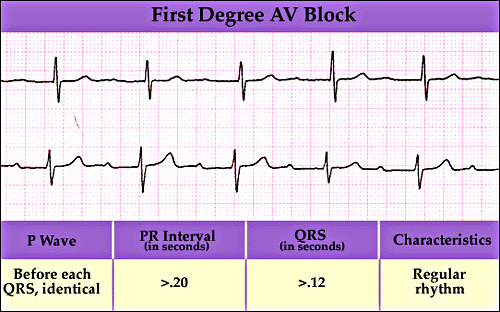 First Degree AV Block
P Wave
PR Interval
(in seconds)
QRS
(in seconds)
Characteristics
Before each
QRS, identical
>.20
>.12
Regular
rhythm